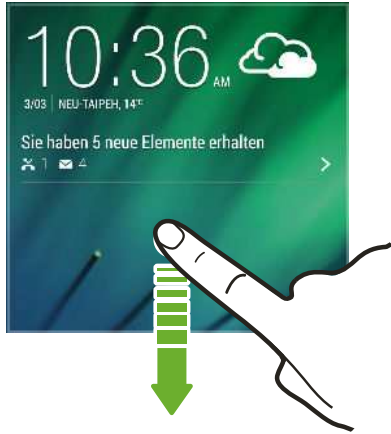 10:36 AM
3/03 | NEU-TAIPEH, 14°C
Sie haben 5 neue Elemente erhalten
1 4